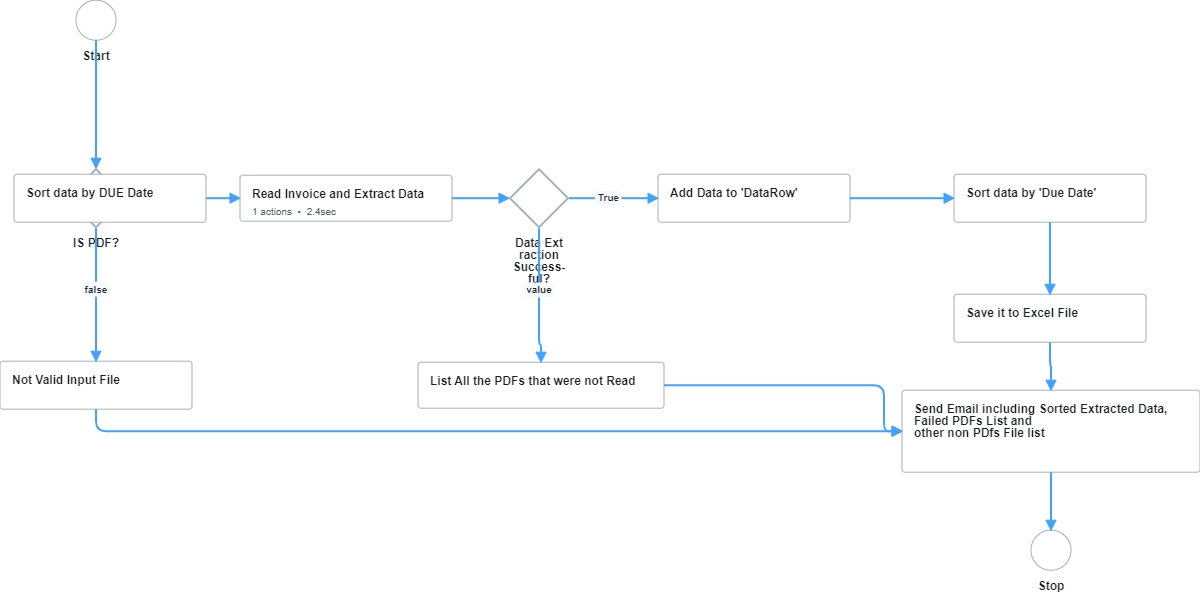 Start
Sort data by DUE Date
IS PDF?
false
Not Valid Input File
Read Invoice and Extract Data
1 actions • 2.4sec
Data Ext
raction
Success-
ful?
value
List All the PDFs that were not Read
True
Add Data to 'DataRow'
Sort data by 'Due Date'
Save it to Excel File
Send Email including Sorted Extracted Data,
Failed PDFs List and
other non PDfs File list
Stop